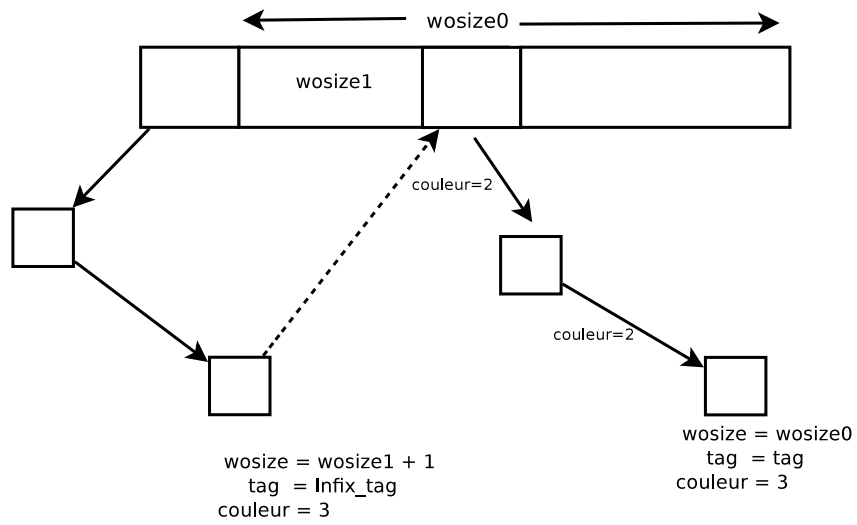 wosize0
wosize1
couleur=2
couleur=2
wosize = wosize1 + 1
tag = Infix_tag
couleur = 3
wosize = wosize0
tag = tag
couleur = 3